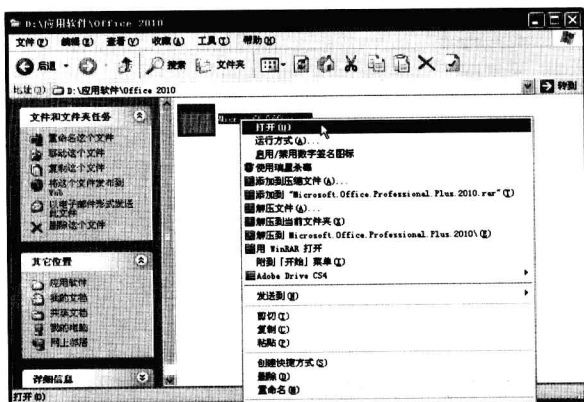 D:\应用软件\Office 2010
文件(F) 编辑(E) 查看(V) 收藏(A) 工具(T) 帮助(H)
后退 搜索 文件夹
地址(D) D:\应用软件\Office 2010 转到
文件和文件夹任务
重命名这个文件
移动这个文件
复制这个文件
将这个文件发布到
Web
以电子邮件形式发送
此文件
删除这个文件
其它位置
应用软件
我的文档
共享文档
我的电脑
网上邻居
详细信息
打开(O)
运行方式(A)...
启用/禁用数字签名图标
使用瑞星杀毒
添加到压缩文件(A)...
添加到 "Microsoft.Office.Professional.Plus.2010.rar"(T)
解压文件(A)...
解压到当前文件夹(X)
解压到 Microsoft.Office.Professional.Plus.2010\(E)
用 WinRAR 打开
附到「开始」菜单(I)
Adobe Drive CS4
发送到(N)
剪切(T)
复制(C)
粘贴(P)
创建快捷方式(S)
删除(D)
重命名(M)
打开(O)